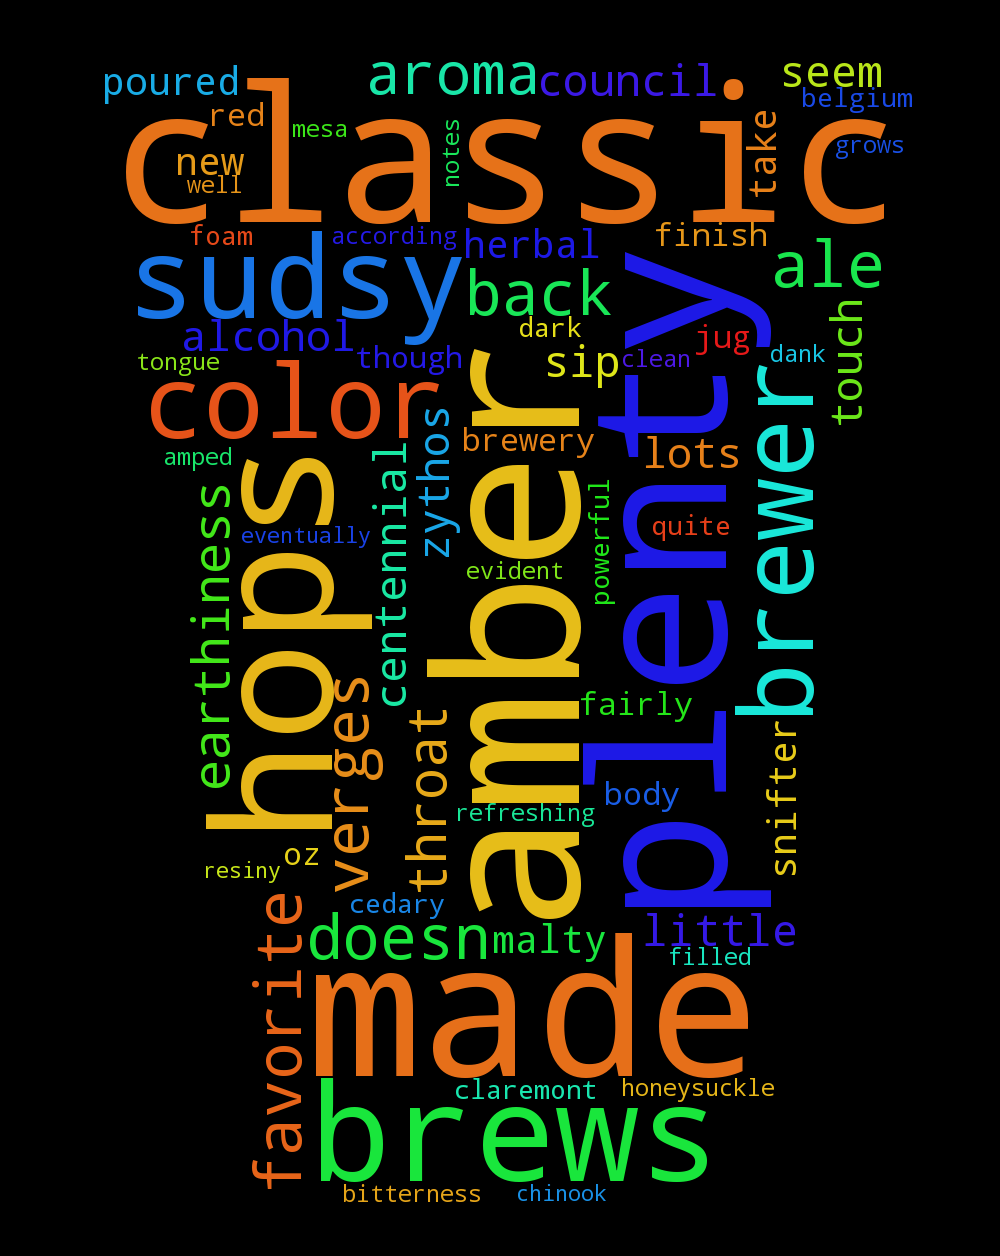 classic
poured
aroma
council
seem
belgium
red
mesa
notes
take
grows
new
well
foam
according
herbal
finish
ale
sudsy
back
touch
alcohol
though
dark
sip
clean
jug
dank
tongue
color
hops
amber
plenty
brewer
zythos
brewery
lots
amped
centennial
earthiness
eventually
powerful
quite
evident
verges
throat
fairly
snifter
body
refreshing
resiny
oz
cedary
favorite
doesn
malty
little
filled
made
claremont
honeysuckle
brews
bitterness
chinook